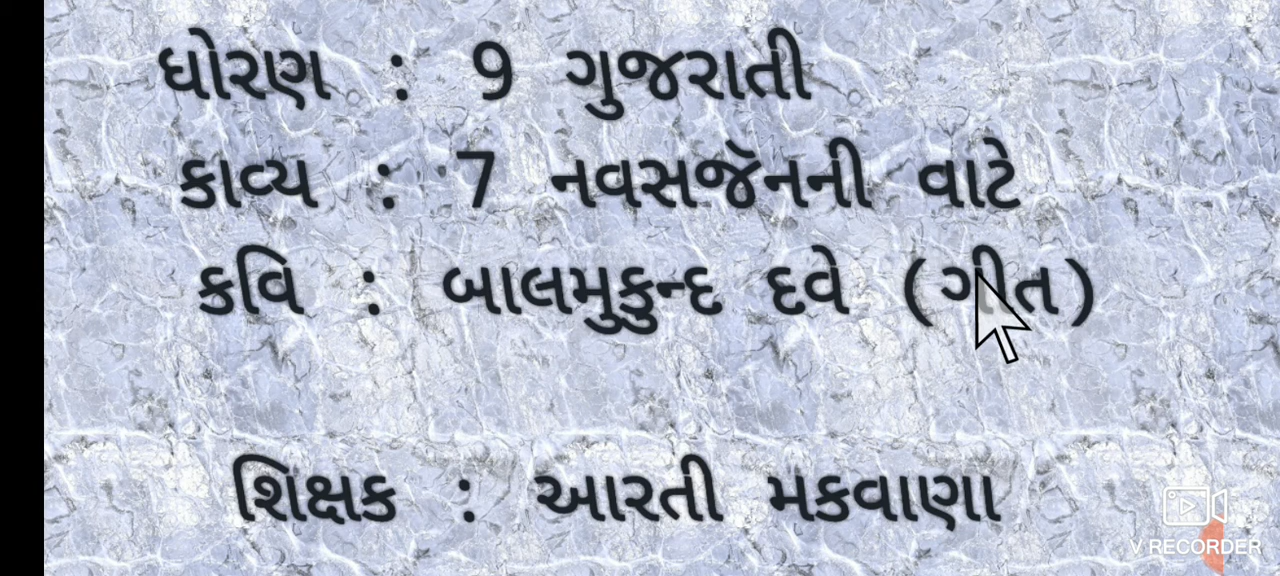 ધોરણ : 9 ગુજરાતી
કાવ્ય : 7 નવસર્જનની વાટે
કવિ : બાલમુકુન્દ દવે (ગીત)
શિક્ષક : આરતી મકવાણા
V RECORDER